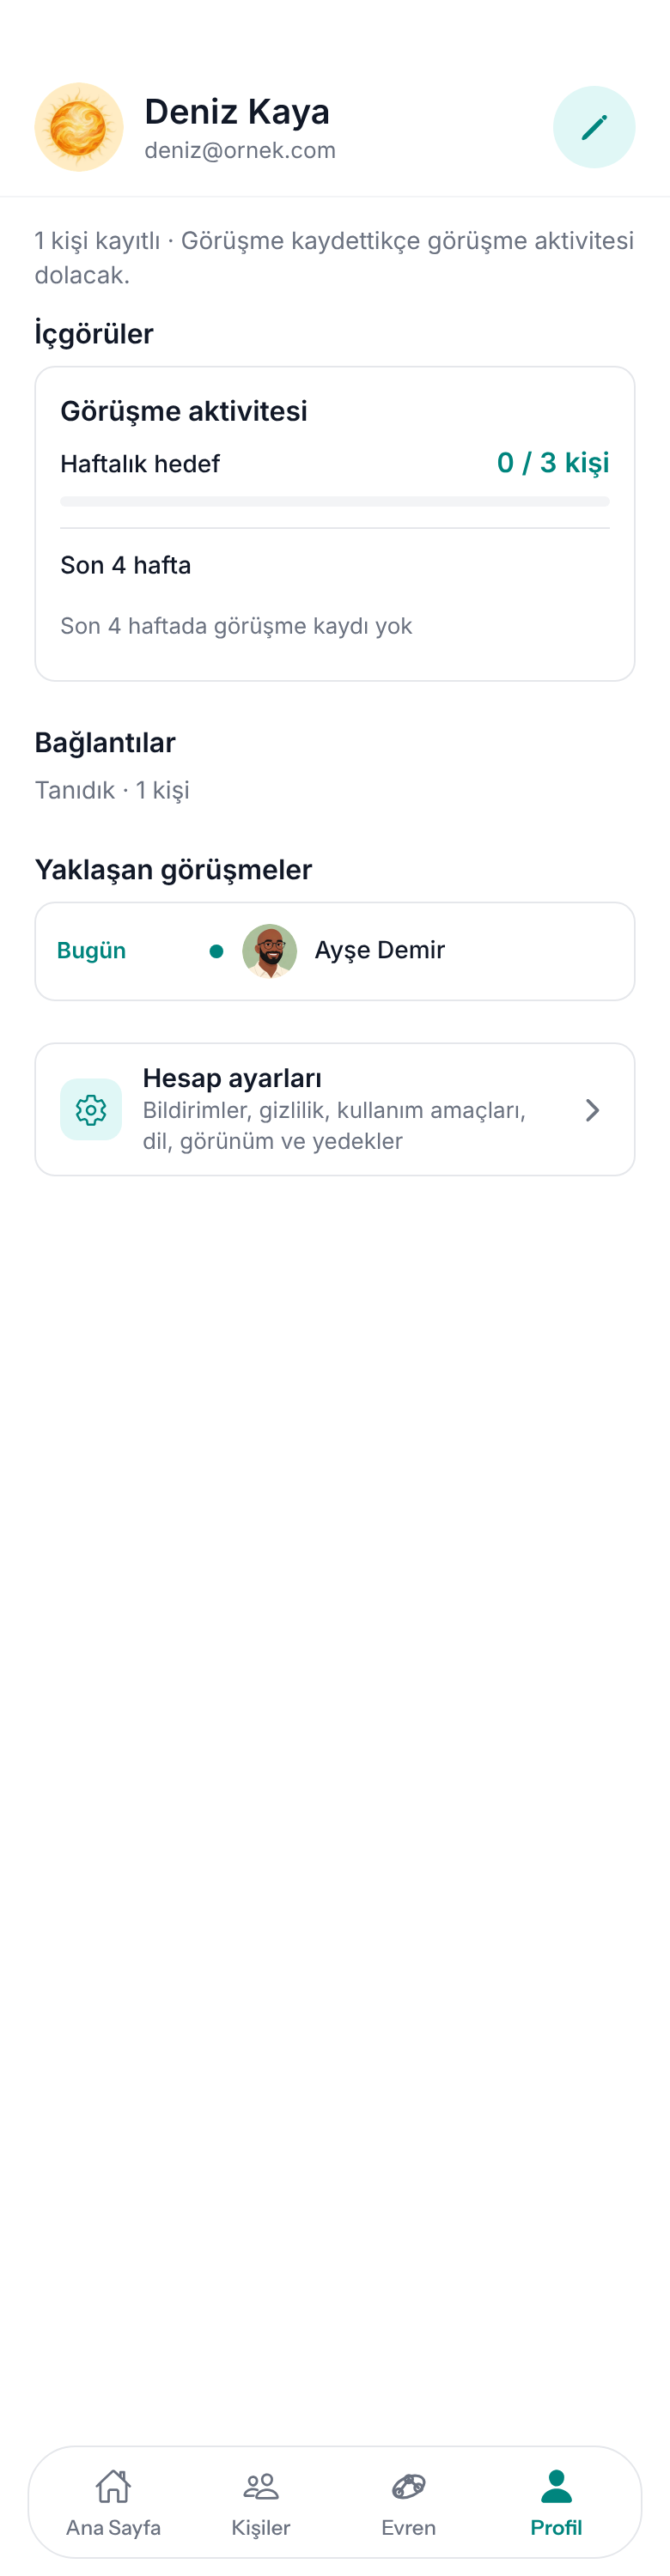 Deniz Kaya
deniz@ornek.com
1 kişi kayıtlı · Görüşme kaydettikçe görüşme aktivitesi
dolacak.
İçgörüler
Görüşme aktivitesi
Haftalık hedef
0 / 3 kişi
Son 4 hafta
Son 4 haftada görüşme kaydı yok
Bağlantılar
Tanıdık · 1 kişi
Yaklaşan görüşmeler
Bugün
Ayşe Demir
Hesap ayarları
Bildirimler, gizlilik, kullanım amaçları,
dil, görünüm ve yedekler
Ana Sayfa
Kişiler
Evren
Profil